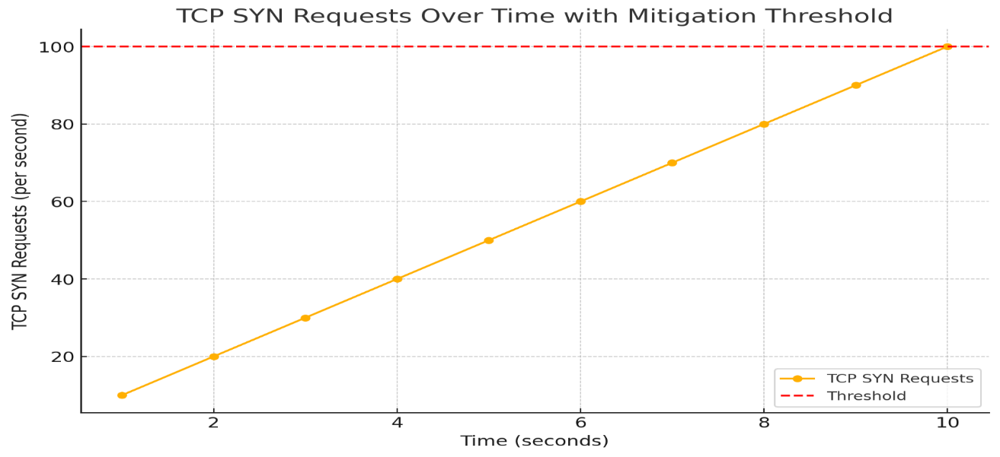 TCP SYN Requests Over Time with Mitigation Threshold
TCP SYN Requests (per second)
100
80
60
40
20
2
4
6
8
10
Time (seconds)
TCP SYN Requests
Threshold